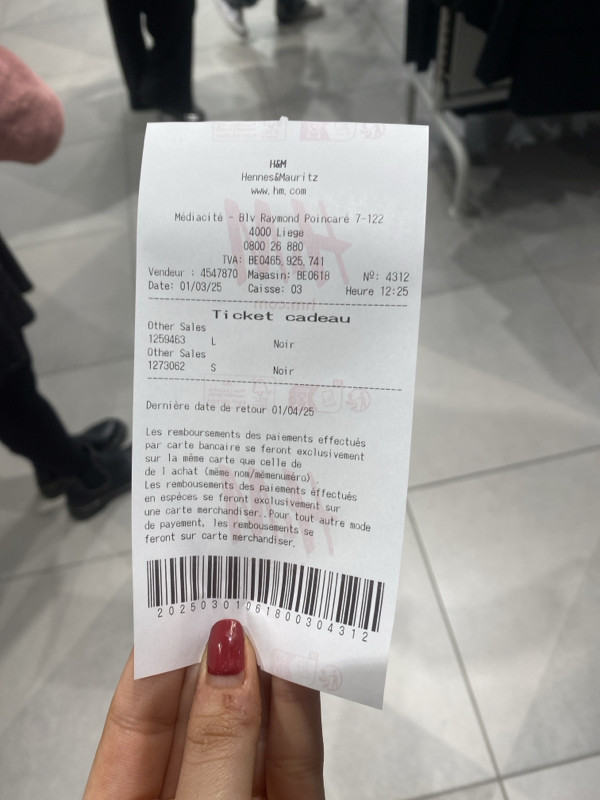 H&M
Hennes&Mauritz
www.hm.com
Médiacité - Blv Raymond Poincaré 7-122
4000 Liege
0800 26 880
TVA: BE0465.925.741
Vendeur : 4547870 Magasin: BE0618 Nº: 4312
Date: 01/03/25 Caisse: 03 Heure 12:25
Ticket cadeau
Other Sales
1259463 L Noir
Other Sales
1273062 S Noir
Dernière date de retour 01/04/25
Les remboursements des paiements effectués
par carte bancaire se feront exclusivement
sur la même carte que celle de
de l achat (même nom/mêmenuméro)
Les rembousements des paiements éffectués
en espèces se feront exclusivement sur
une carte merchandiser..Pour tout autre mode
de payement, les rembousements se
feront sur carte merchandiser.
20250301061800304312